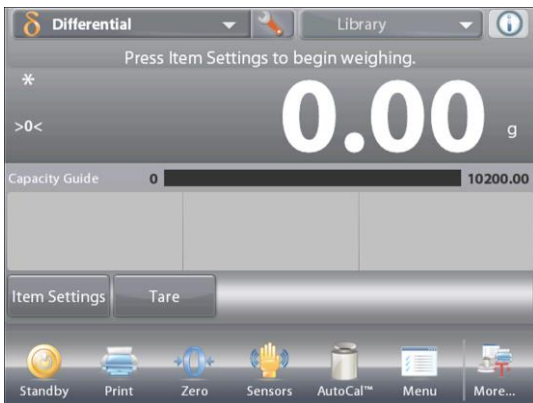 δ Differential Library
Press Item Settings to begin weighing.
*
>0< 0.00 g
Capacity Guide 0 10200.00
Item Settings Tare
Standby Print Zero Sensors AutoCal™ Menu More...